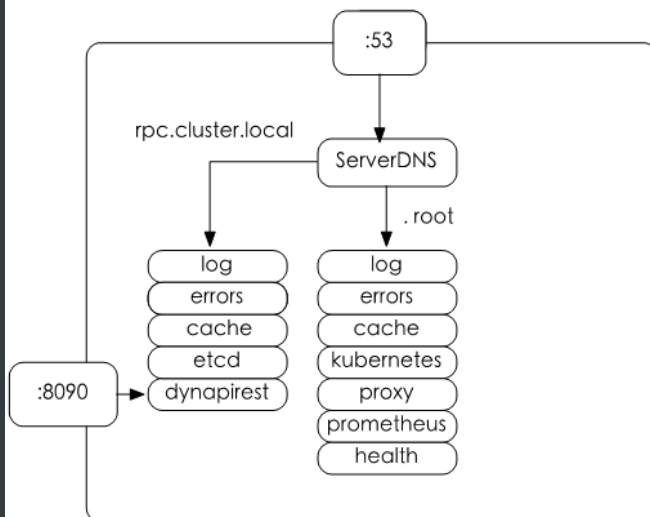 :53
rpc.cluster.local
ServerDNS
. root
log
errors
cache
etcd
dynapirest
log
errors
cache
kubernetes
proxy
prometheus
health
:8090